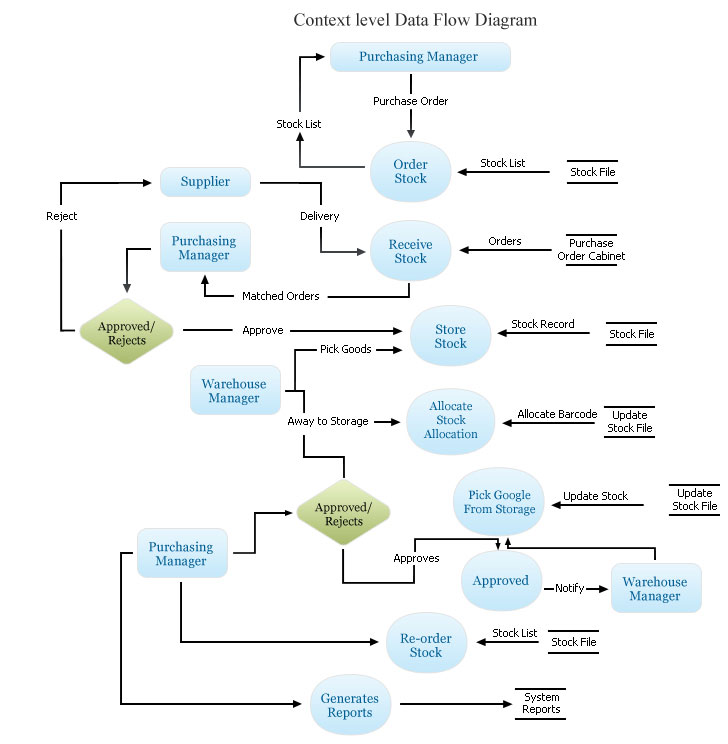 Context level Data Flow Diagram
Purchasing Manager
Purchase Order
Stock List
Order
Stock
Stock List
Stock File
Supplier
Reject
Delivery
Purchasing
Manager
Receive
Stock
Orders
Purchase
Order Cabinet
Matched Orders
Approved/
Rejects
Approve
Store
Stock
Stock Record
Stock File
Pick Goods
Warehouse
Manager
Away to Storage
Allocate
Stock
Allocation
Allocate Barcode
Update
Stock File
Approved/
Rejects
Pick Google
From Storage
Update Stock
Update
Stock File
Purchasing
Manager
Approves
Approved
Notify
Warehouse
Manager
Re-order
Stock
Stock List
Stock File
Generates
Reports
System
Reports